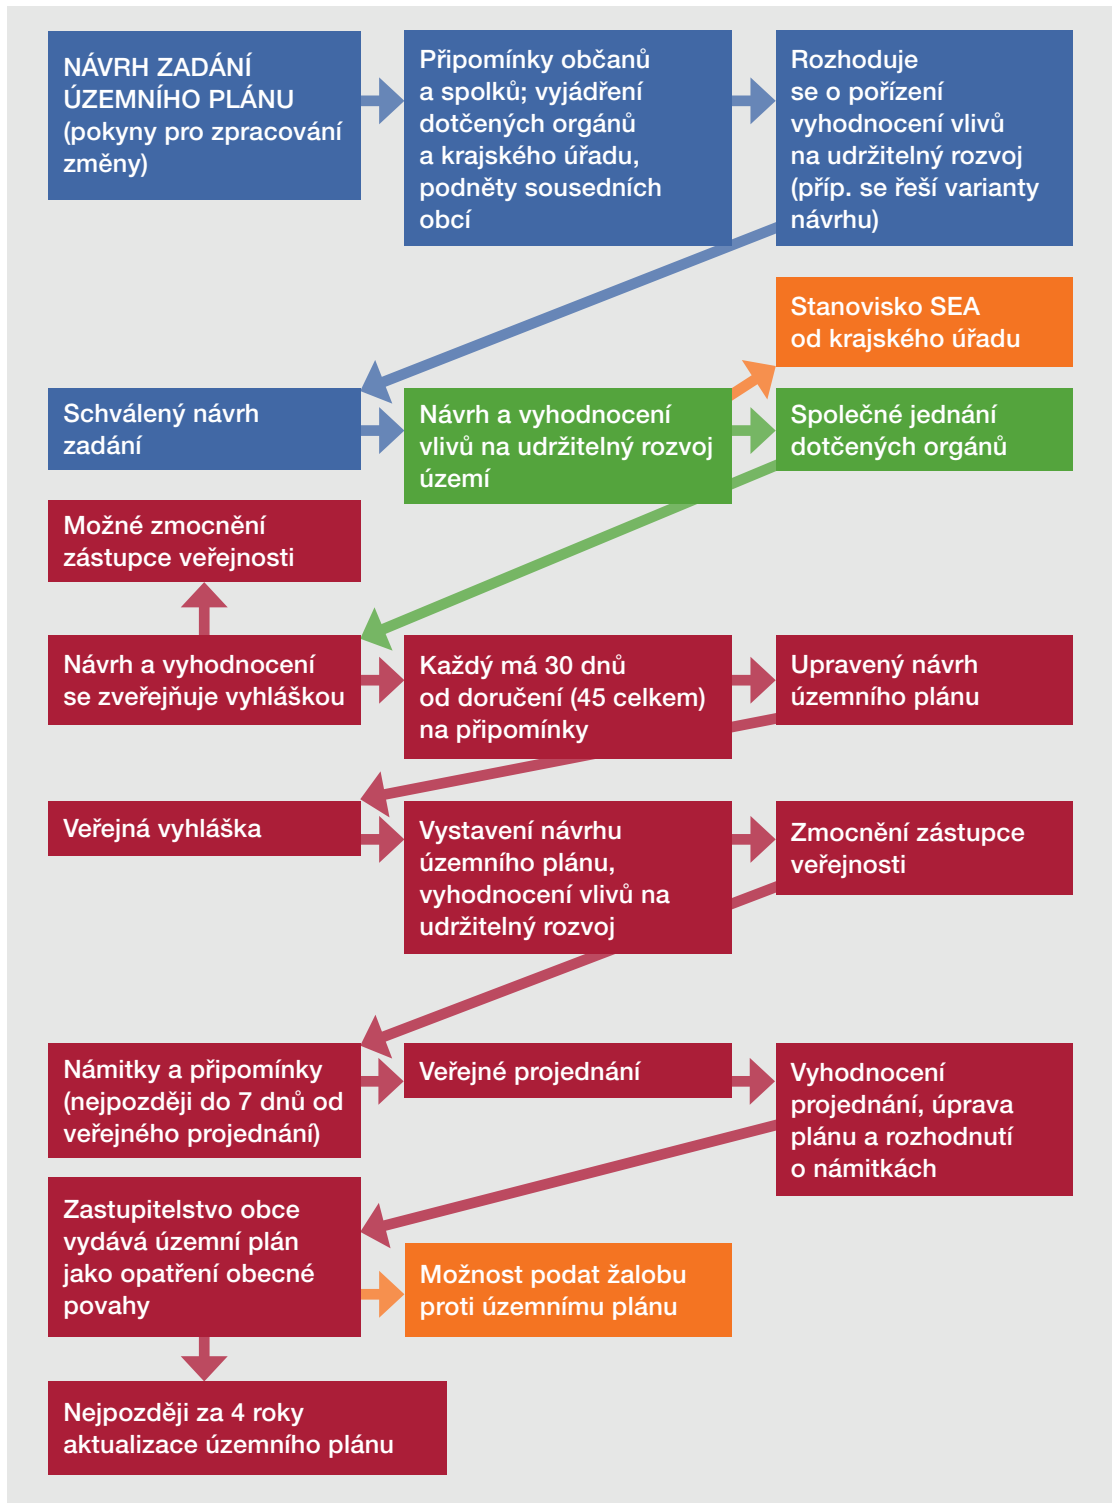 NÁVRH ZADÁNÍ
ÚZEMNÍHO PLÁNU
(pokyny pro zpracování
změny)
Připomínky občanů
a spolků; vyjádření
dotčených orgánů
a krajského úřadu,
podněty sousedních
obcí
Rozhoduje
se o pořízení
vyhodnocení vlivů
na udržitelný rozvoj
(příp. se řeší varianty
návrhu)
Stanovisko SEA
od krajského úřadu
Schválený návrh
zadání
Návrh a vyhodnocení
vlivů na udržitelný rozvoj
území
Společné jednání
dotčených orgánů
Možné zmocnění
zástupce veřejnosti
Návrh a vyhodnocení
se zveřejňuje vyhláškou
Každý má 30 dnů
od doručení (45 celkem)
na připomínky
Upravený návrh
územního plánu
Veřejná vyhláška
Vystavení návrhu
územního plánu,
vyhodnocení vlivů na
udržitelný rozvoj
Zmocnění zástupce
veřejnosti
Námitky a připomínky
(nejpozději do 7 dnů od
veřejného projednání)
Veřejné projednání
Vyhodnocení
projednání, úprava
plánu a rozhodnutí
o námitkách
Zastupitelstvo obce
vydává územní plán
jako opatření obecné
povahy
Možnost podat žalobu
proti územnímu plánu
Nejpozději za 4 roky
aktualizace územního plánu